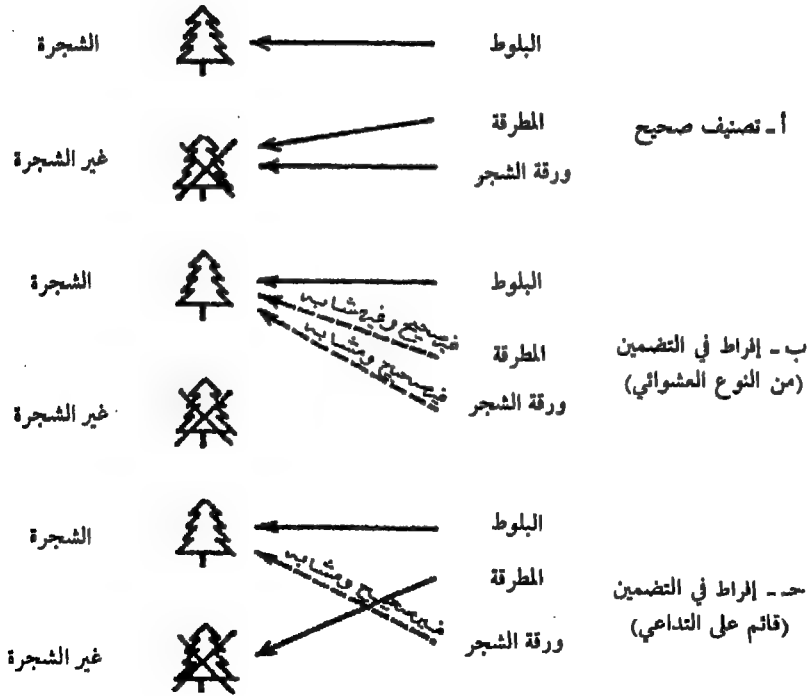 أ ـ تصنيف صحيح
البلوط
الشجرة
المطرقة
ورقة الشجر
غير الشجرة
ب ـ إفراط في التضمين
(من النوع العشوائي)
البلوط
الشجرة
غير صحيح وغير مشابه
المطرقة
غير صحيح ومشابه
ورقة الشجر
غير الشجرة
حـ ـ إفراط في التضمين
(قائم على التداعي)
البلوط
الشجرة
المطرقة
غير صحيح ومشابه
ورقة الشجر
غير الشجرة